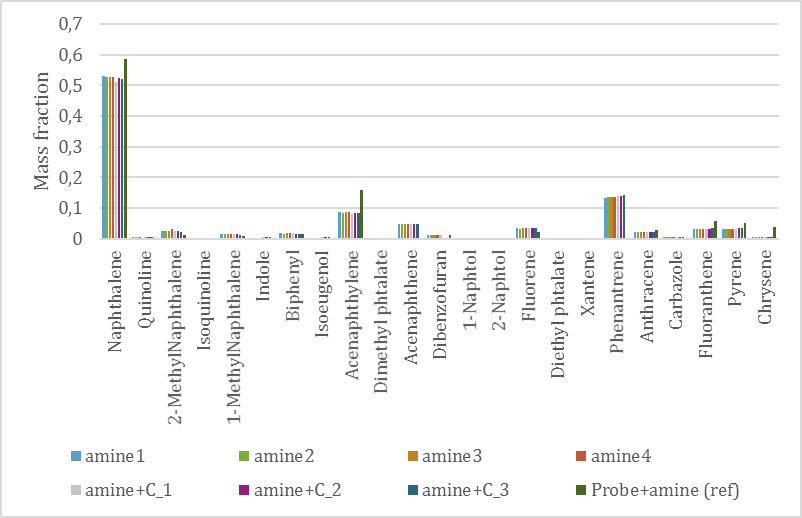 0,7
0,6
0,5
0,4
0,3
0,2
0,1
0
Mass fraction
Naphthalene
Quinoline
2-MethylNaphthalene
Isoquinoline
1-MethylNaphthalene
Indole
Biphenyl
Isoeugenol
Acenaphthylene
Dimethyl phtalate
Acenaphthene
Dibenzofuran
1-Naphtol
2-Naphtol
Fluorene
Diethyl phtalate
Xantene
Phenantrene
Anthracene
Carbazole
Fluoranthene
Pyrene
Chrysene
amine1 amine2 amine3 amine4
amine+C_1 amine+C_2 amine+C_3 Probe+amine (ref)